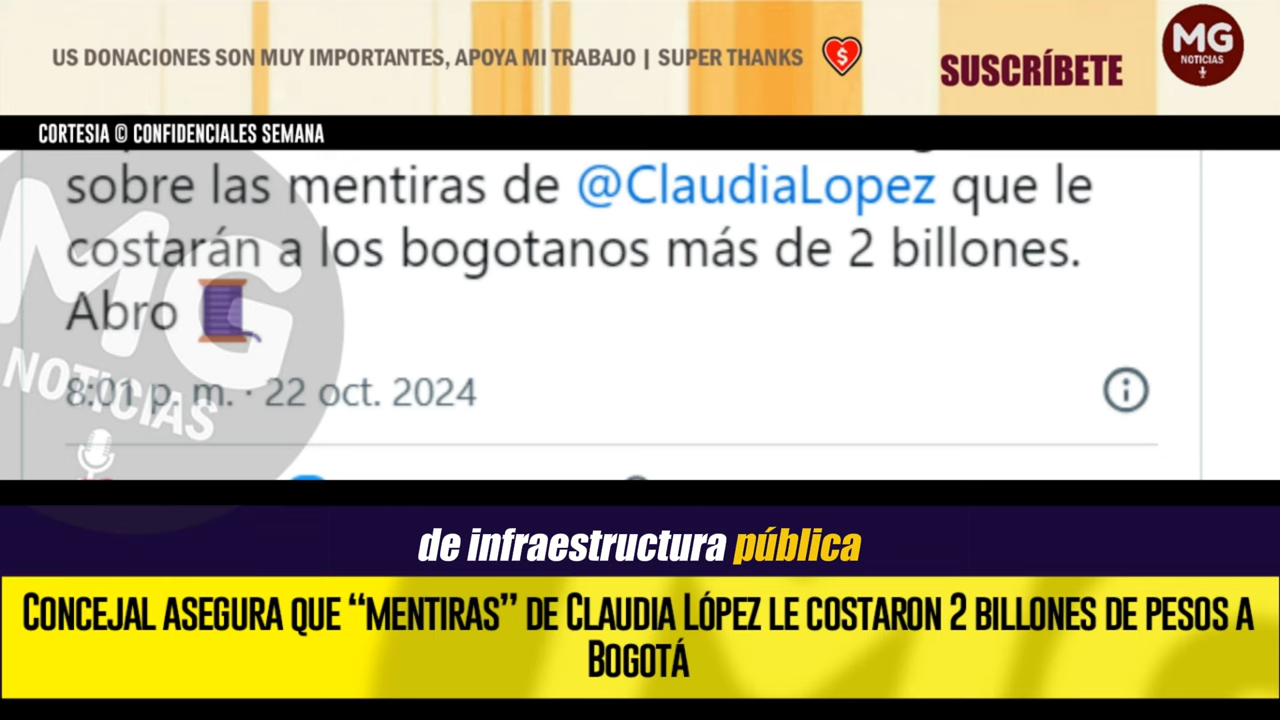 US DONACIONES SON MUY IMPORTANTES, APOYA MI TRABAJO | SUPER THANKS
SUSCRÍBETE
MG
NOTICIAS
CORTESIA © CONFIDENCIALES SEMANA
sobre las mentiras de @ClaudiaLopez que le
costarán a los bogotanos más de 2 billones.
Abro
8:01 p. m. · 22 oct. 2024
MG
NOTICIAS
de infraestructura pública
CONCEJAL ASEGURA QUE “MENTIRAS” DE CLAUDIA LÓPEZ LE COSTARON 2 BILLONES DE PESOS A
BOGOTÁ